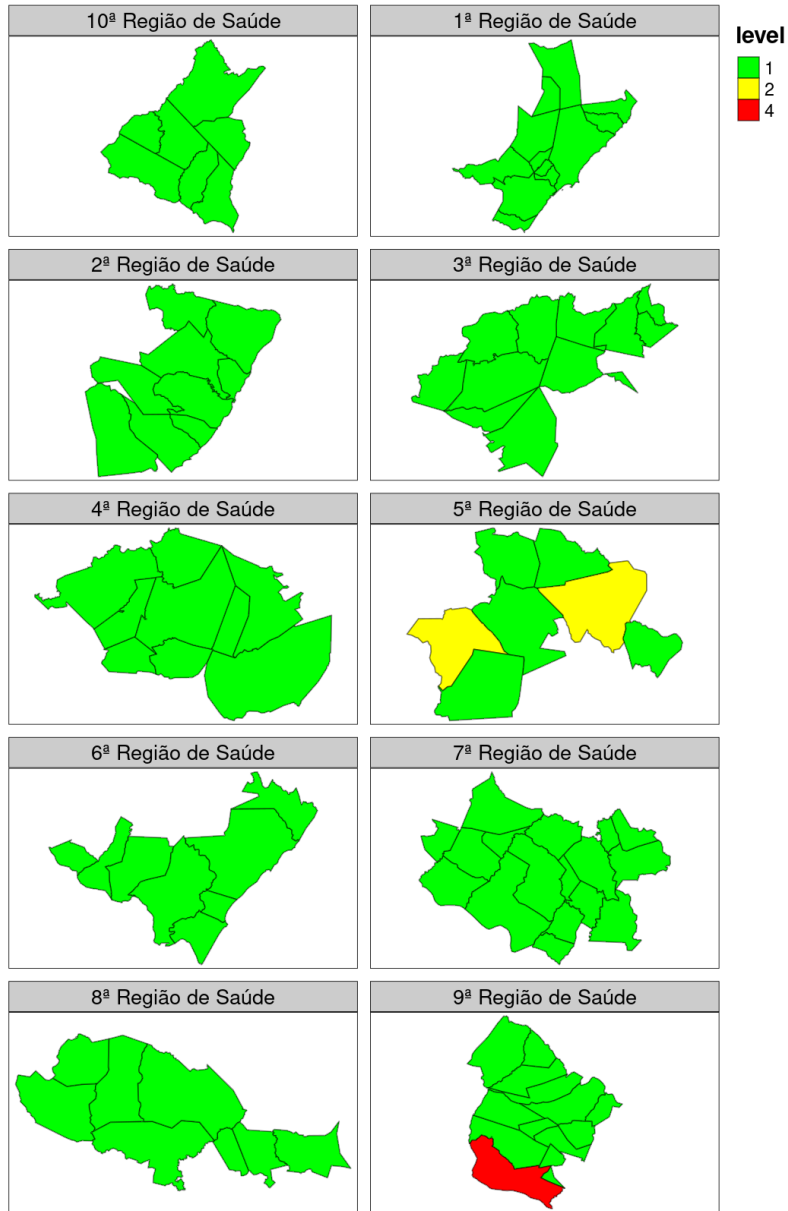 10ª Região de Saúde
1ª Região de Saúde
level
1
2
4
2ª Região de Saúde
3ª Região de Saúde
4ª Região de Saúde
5ª Região de Saúde
6ª Região de Saúde
7ª Região de Saúde
8ª Região de Saúde
9ª Região de Saúde